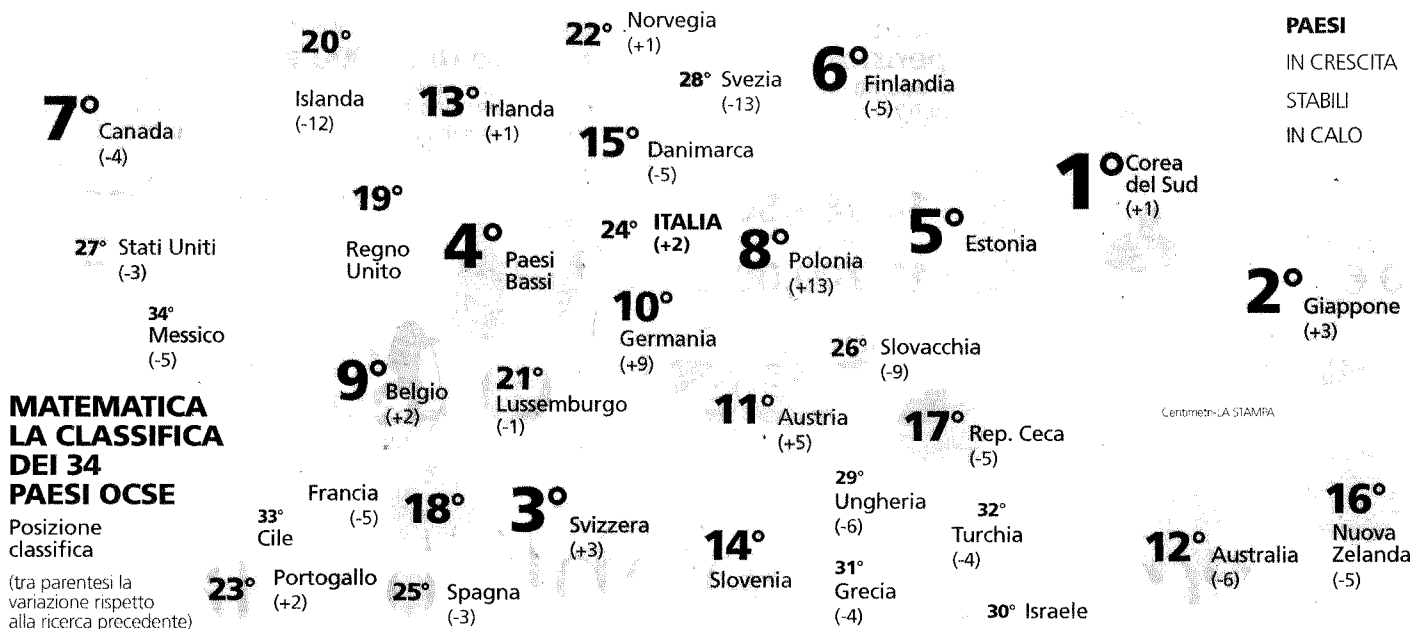 20°
Islanda
(-12)
22° Norvegia
(+1)
28° Svezia
(-13)
6° Finlandia
(-5)
PAESI
IN CRESCITA
STABILI
IN CALO
7° Canada
(-4)
13° Irlanda
(+1)
15° Danimarca
(-5)
1° Corea
del Sud
(+1)
19°
Regno
Unito
27° Stati Uniti
(-3)
4° Paesi
Bassi
24° ITALIA
(+2)
8° Polonia
(+13)
5° Estonia
2° Giappone
(+3)
34°
Messico
(-5)
10°
Germania
(+9)
26° Slovacchia
(-9)
9° Belgio
(+2)
21°
Lussemburgo
(-1)
11° Austria
(+5)
17° Rep. Ceca
(-5)
Centimetri-LA STAMPA
MATEMATICA
LA CLASSIFICA
DEI 34
PAESI OCSE
Posizione
classifica
(tra parentesi la
variazione rispetto
alla ricerca precedente)
33°
Cile
Francia
(-5) 18°
3° Svizzera
(+3)
14°
Slovenia
29°
Ungheria
(-6)
32°
Turchia
(-4)
12° Australia
(-6)
16°
Nuova
Zelanda
(-5)
23° Portogallo
(+2)
25° Spagna
(-3)
31°
Grecia
(-4)
30° Israele